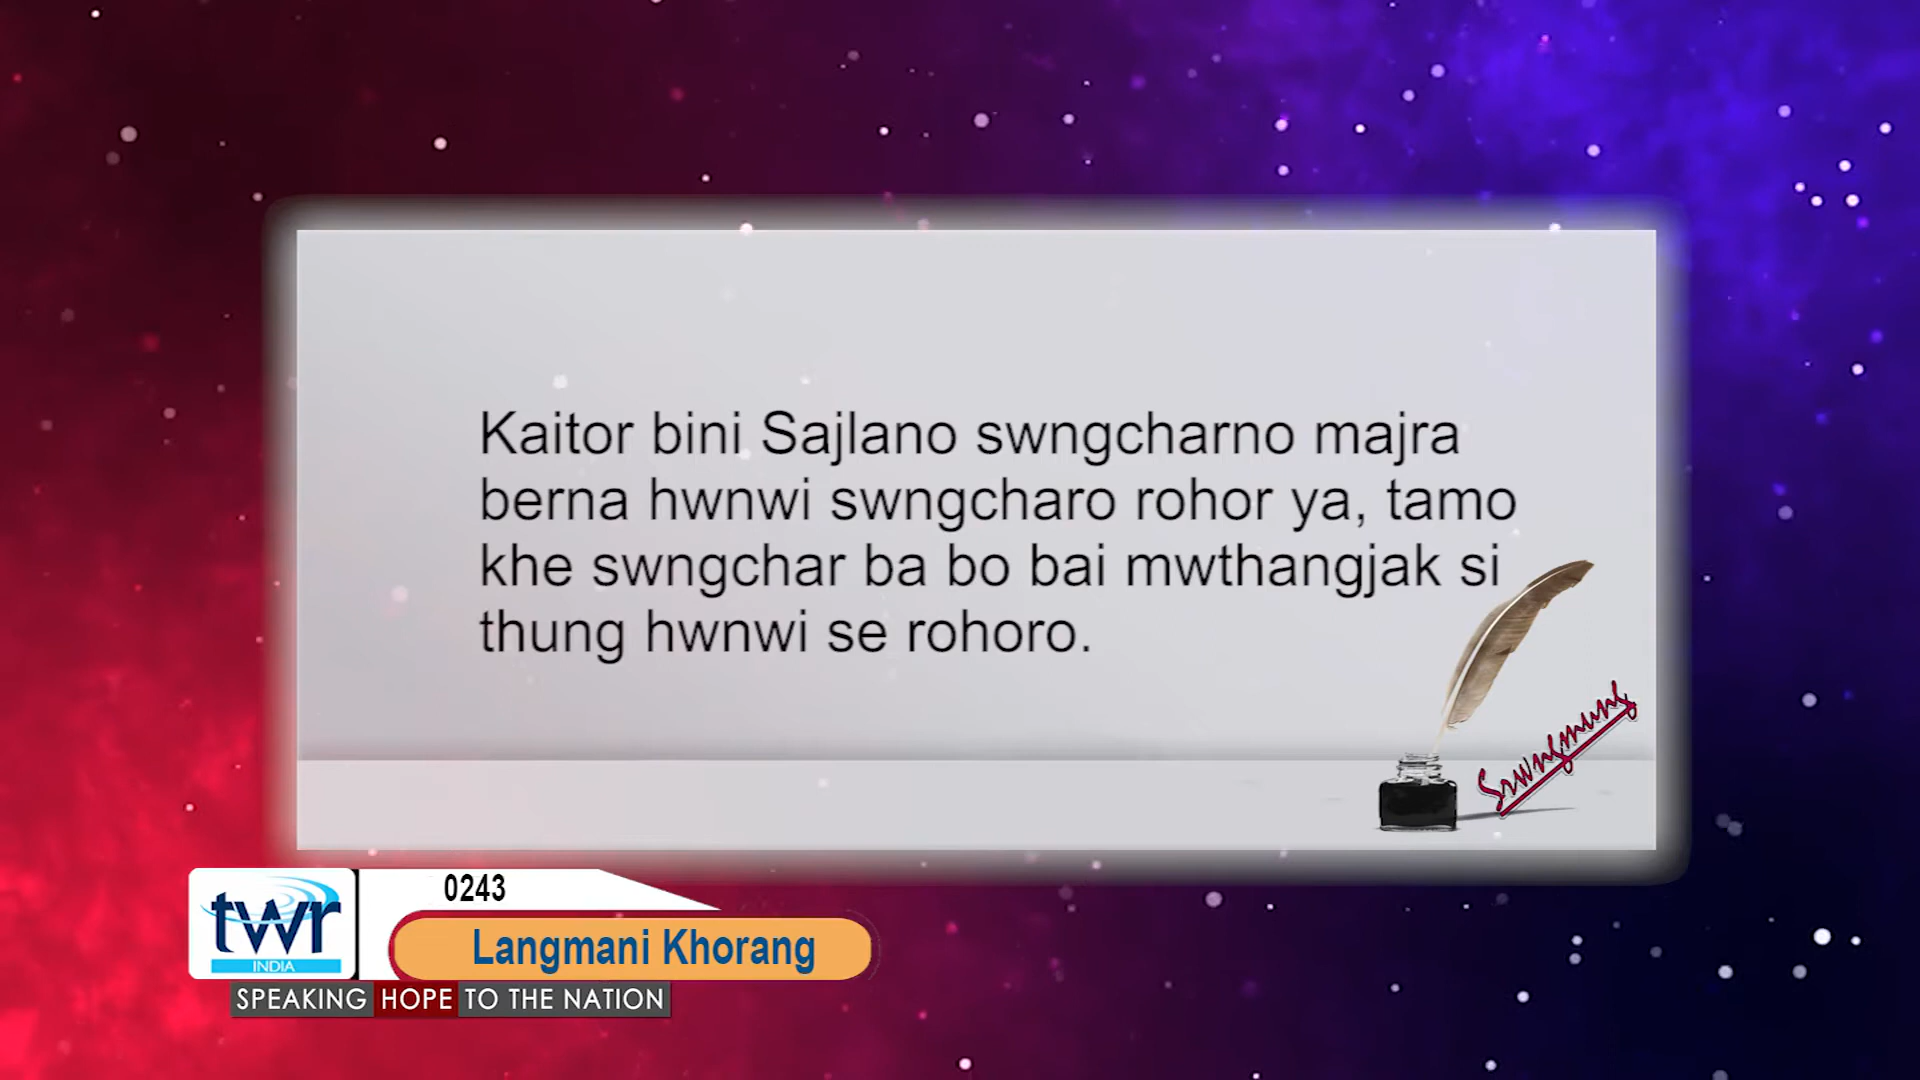 Kaitor bini Sajlano swngcharno majra
berna hwnwi swngcharo rohor ya, tamo
khe swngchar ba bo bai mwthangjak si
thung hwnwi se rohoro.
Srwngmung
0243
twr
INDIA
Langmani Khorang
SPEAKING HOPE TO THE NATION